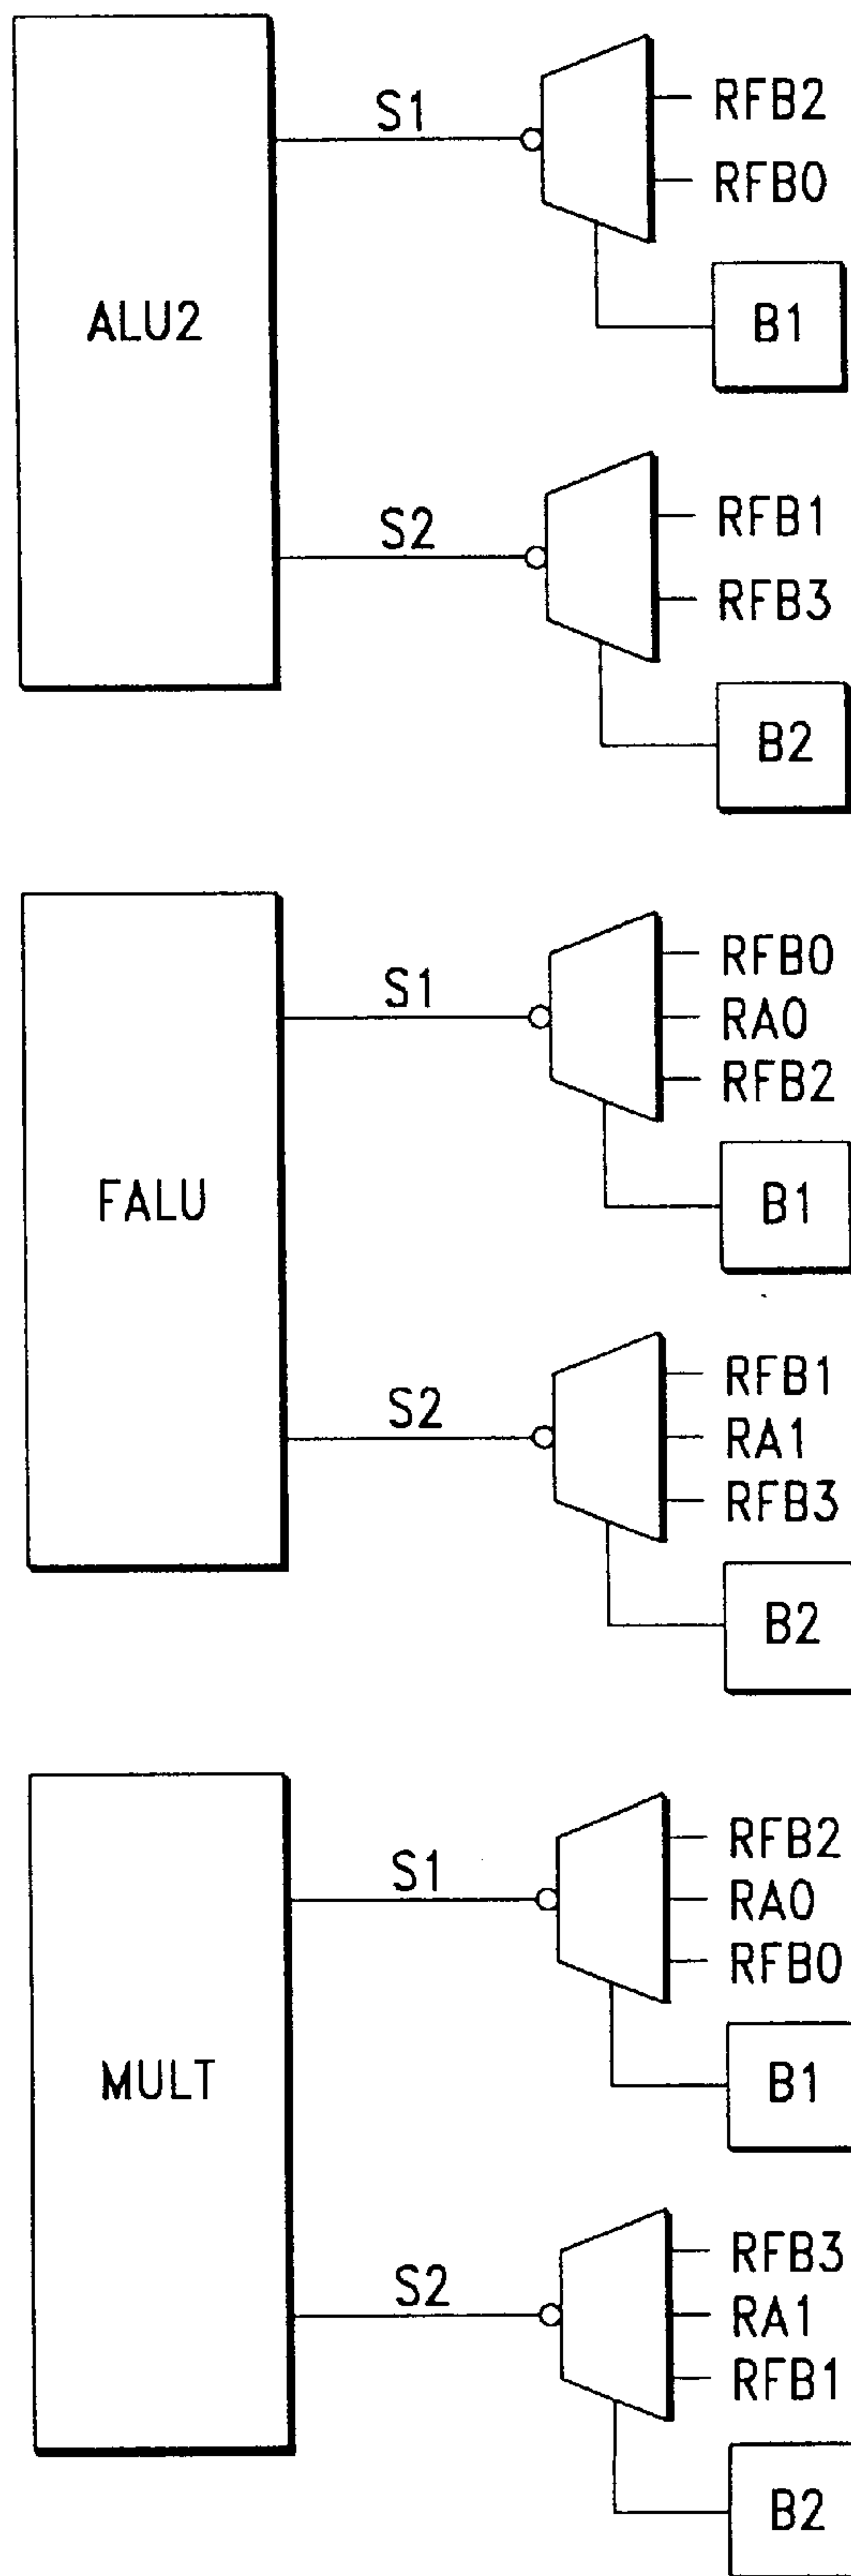 S1
RFB2
RFB0
ALU2
B1
S2
RFB1
RFB3
B2
RFB0
S1
RA0
RFB2
FALU
B1
RFB1
S2
RA1
RFB3
B2
RFB2
S1
RA0
RFB0
MULT
B1
RFB3
S2
RA1
RFB1
B2